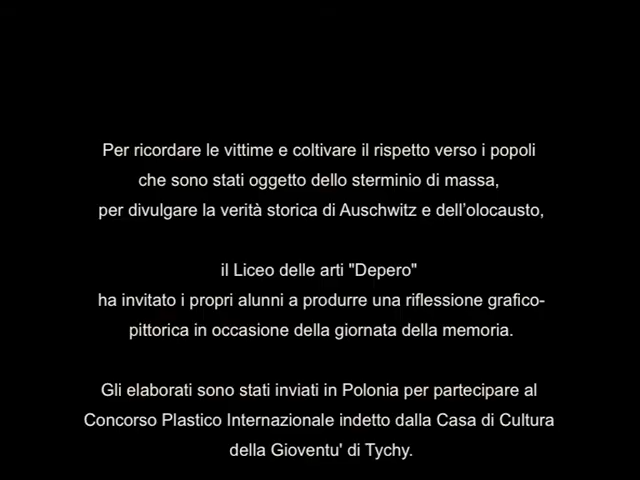 Per ricordare le vittime e coltivare il rispetto verso i popoli
che sono stati oggetto dello sterminio di massa,
per divulgare la verità storica di Auschwitz e dell'olocausto,
il Liceo delle arti "Depero"
ha invitato i propri alunni a produrre una riflessione grafico-
pittorica in occasione della giornata della memoria.
Gli elaborati sono stati inviati in Polonia per partecipare al
Concorso Plastico Internazionale indetto dalla Casa di Cultura
della Gioventu' di Tychy.